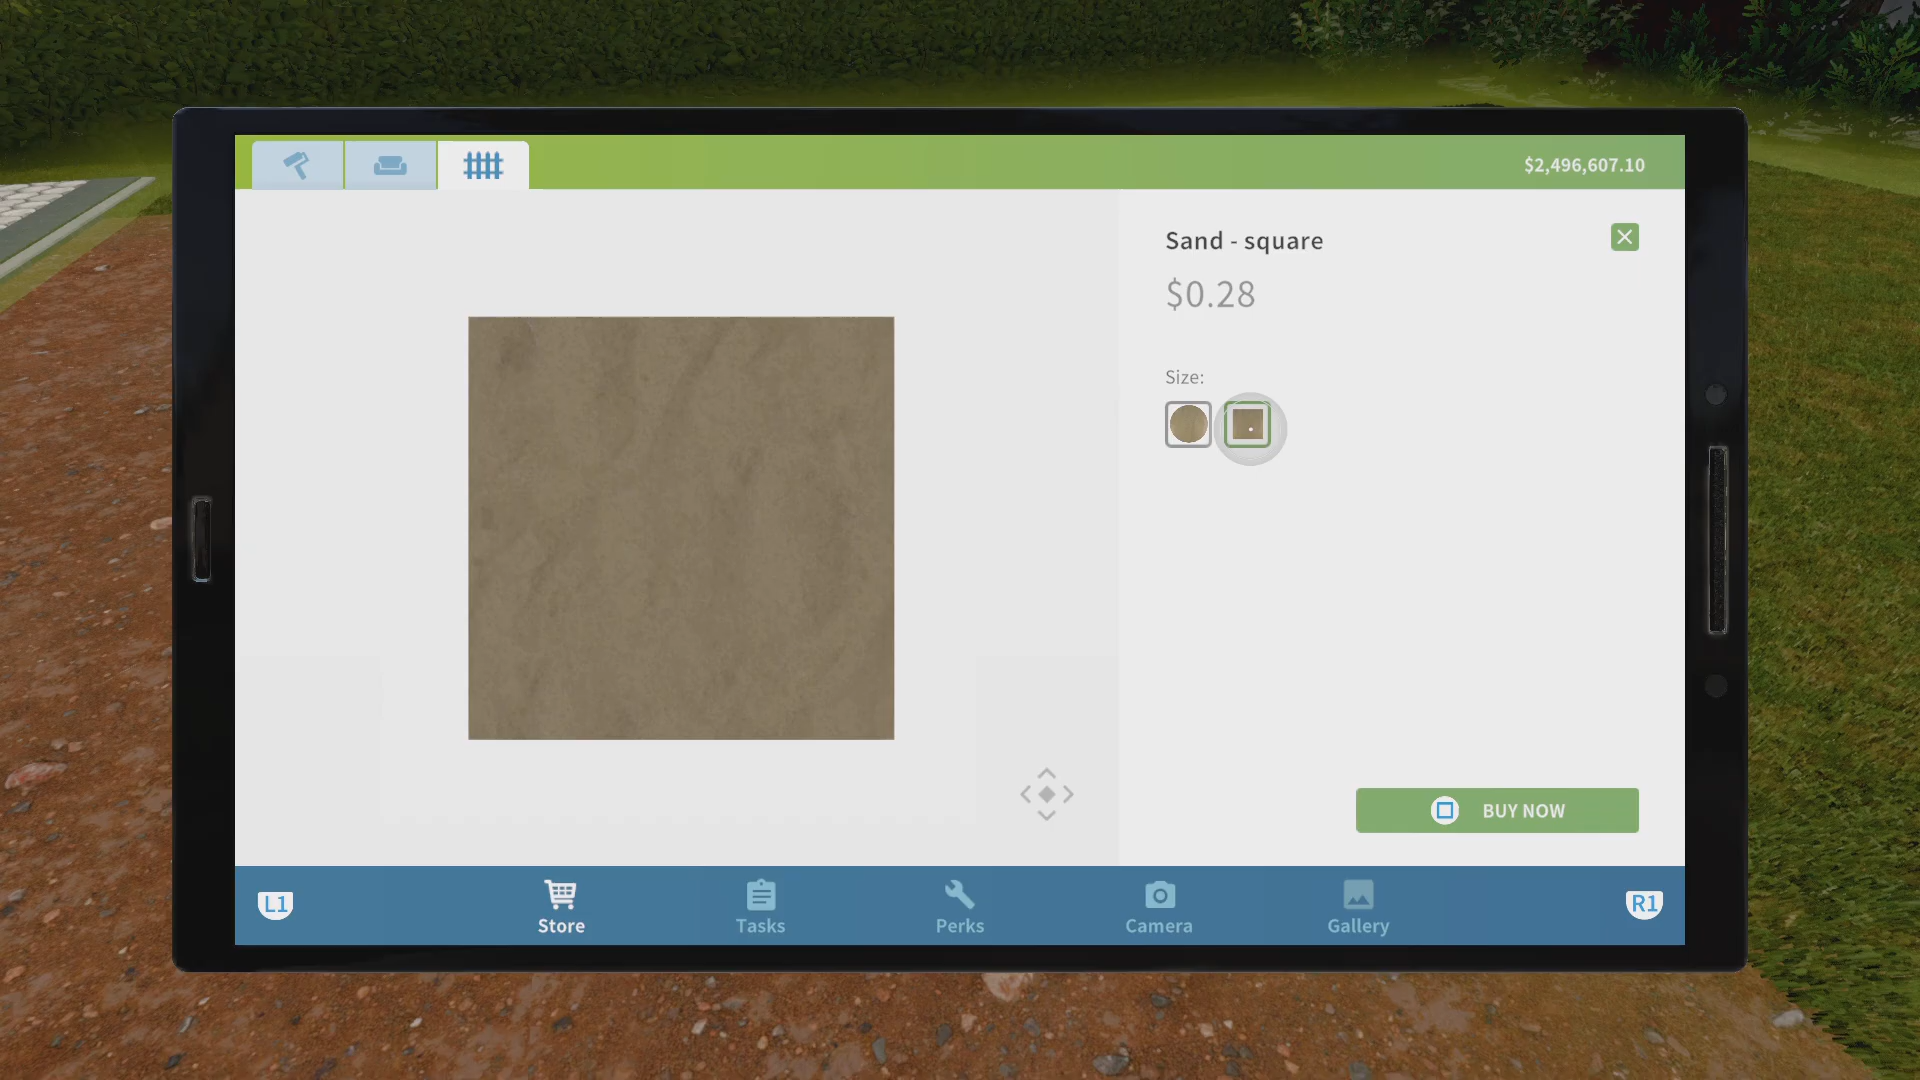 $2,496,607.10
Sand - square
$0.28
Size:
BUY NOW
L1
Store
Tasks
Perks
Camera
Gallery
R1